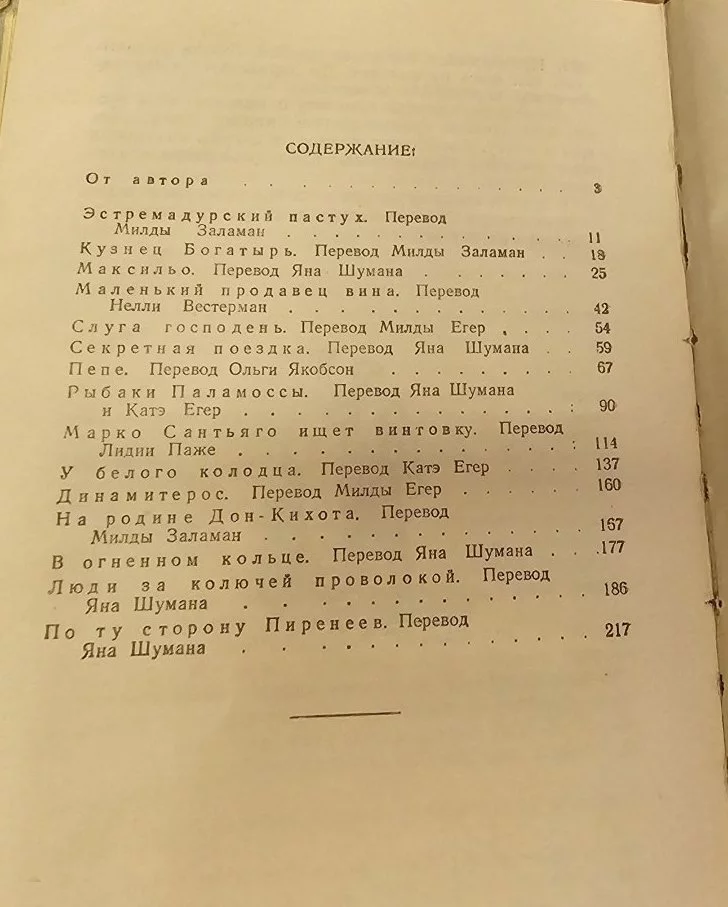 СОДЕРЖАНИЕ:
От автора . . . . . . . . . . . . 3
Эстремадурский пастух. Перевод
Милды Заламан . . . . . . . . . . . 11
Кузнец Богатырь. Перевод Милды Заламан . . 18
Максильо. Перевод Яна Шумана . . . . . . 25
Маленький продавец вина. Перевод
Нелли Вестерман . . . . . . . . . . . 42
Слуга господень. Перевод Милды Егер . . . . 54
Секретная поездка. Перевод Яна Шумана . . 59
Пепе. Перевод Ольги Якобсон . . . . . . . . 67
Рыбаки Паламоссы. Перевод Яна Шумана
и Катэ Егер . . . . . . . . . . . . . . 90
Марко Сантьяго ищет винтовку. Перевод
Лидии Паже . . . . . . . . . . . . . . 114
У белого колодца. Перевод Катэ Егер . . . . 137
Динамитерос. Перевод Милды Егер . . . . . . 160
На родине Дон-Кихота. Перевод
Милды Заламан . . . . . . . . . . . . 167
В огненном кольце. Перевод Яна Шумана . . . 177
Люди за колючей проволокой. Перевод
Яна Шумана . . . . . . . . . . . . 186
По ту сторону Пиренеев. Перевод
Яна Шумана . . . . . . . . . . . . 217